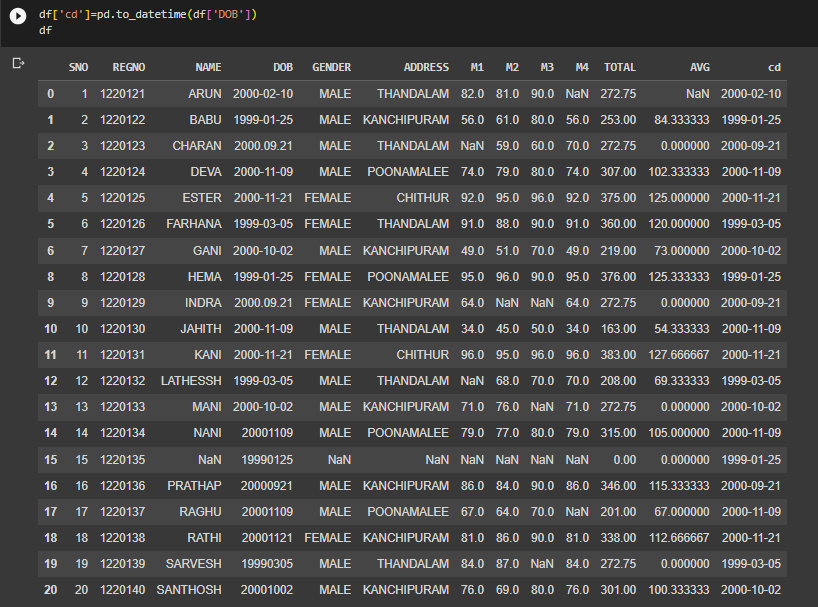 df['cd']=pd.to_datetime(df['DOB'])
df
SNO REGNO NAME DOB GENDER ADDRESS M1 M2 M3 M4 TOTAL AVG cd
0 1 1220121 ARUN 2000-02-10 MALE THANDALAM 82.0 81.0 90.0 NaN 272.75 NaN 2000-02-10
1 2 1220122 BABU 1999-01-25 MALE KANCHIPURAM 56.0 61.0 80.0 56.0 253.00 84.333333 1999-01-25
2 3 1220123 CHARAN 2000.09.21 MALE THANDALAM NaN 59.0 60.0 70.0 272.75 0.000000 2000-09-21
3 4 1220124 DEVA 2000-11-09 MALE POONAMALEE 74.0 79.0 80.0 74.0 307.00 102.333333 2000-11-09
4 5 1220125 ESTER 2000-11-21 FEMALE CHITHUR 92.0 95.0 96.0 92.0 375.00 125.000000 2000-11-21
5 6 1220126 FARHANA 1999-03-05 FEMALE THANDALAM 91.0 88.0 90.0 91.0 360.00 120.000000 1999-03-05
6 7 1220127 GANI 2000-10-02 MALE KANCHIPURAM 49.0 51.0 70.0 49.0 219.00 73.000000 2000-10-02
8 8 1220128 HEMA 1999-01-25 FEMALE POONAMALEE 95.0 96.0 90.0 95.0 376.00 125.333333 1999-01-25
9 9 1220129 INDRA 2000.09.21 FEMALE KANCHIPURAM 64.0 NaN NaN 64.0 272.75 0.000000 2000-09-21
10 10 1220130 JAHITH 2000-11-09 MALE THANDALAM 34.0 45.0 50.0 34.0 163.00 54.333333 2000-11-09
11 11 1220131 KANI 2000-11-21 FEMALE CHITHUR 96.0 95.0 96.0 96.0 383.00 127.666667 2000-11-21
12 12 1220132 LATHESSH 1999-03-05 MALE THANDALAM NaN 68.0 70.0 70.0 208.00 69.333333 1999-03-05
13 13 1220133 MANI 2000-10-02 MALE KANCHIPURAM 71.0 76.0 NaN 71.0 272.75 0.000000 2000-10-02
14 14 1220134 NANI 20001109 MALE POONAMALEE 79.0 77.0 80.0 79.0 315.00 105.000000 2000-11-09
15 15 1220135 NaN 19990125 NaN NaN NaN NaN NaN NaN 0.00 0.000000 1999-01-25
16 16 1220136 PRATHAP 20000921 MALE KANCHIPURAM 86.0 84.0 90.0 86.0 346.00 115.333333 2000-09-21
17 17 1220137 RAGHU 20001109 MALE POONAMALEE 67.0 64.0 70.0 NaN 201.00 67.000000 2000-11-09
18 18 1220138 RATHI 20001121 FEMALE KANCHIPURAM 81.0 86.0 90.0 81.0 338.00 112.666667 2000-11-21
19 19 1220139 SARVESH 19990305 MALE THANDALAM 84.0 87.0 NaN 84.0 272.75 0.000000 1999-03-05
20 20 1220140 SANTHOSH 20001002 MALE KANCHIPURAM 76.0 69.0 80.0 76.0 301.00 100.333333 2000-10-02